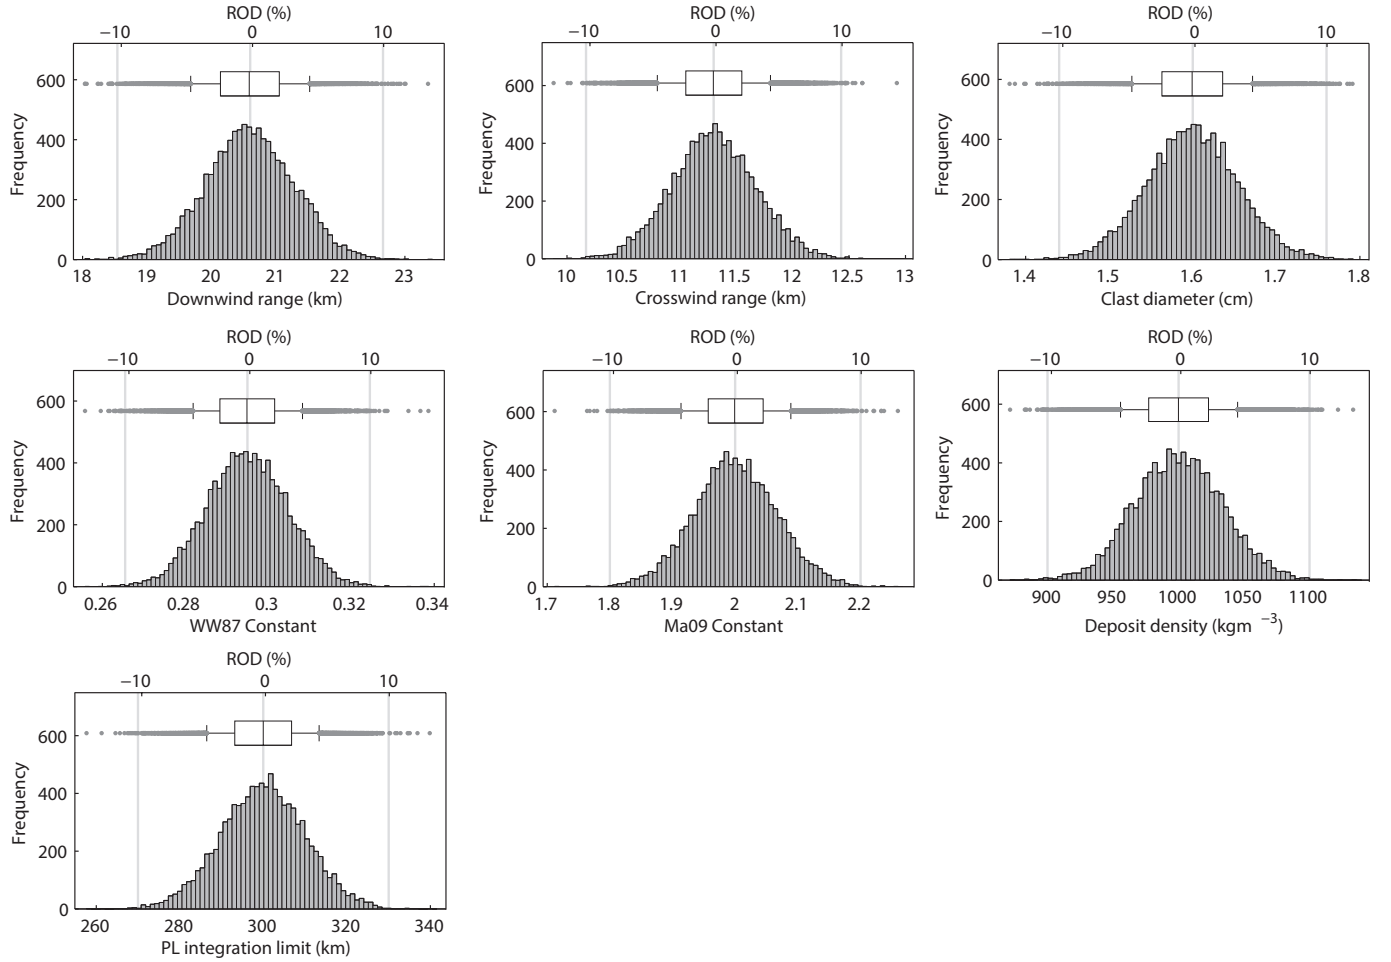 ROD (%)
−10 0 10
600
400
200
0
Frequency
18 19 20 21 22 23
Downwind range (km)
ROD (%)
−10 0 10
600
400
200
0
Frequency
10 10.5 11 11.5 12 12.5 13
Crosswind range (km)
ROD (%)
−10 0 10
600
400
200
0
Frequency
1.4 1.5 1.6 1.7 1.8
Clast diameter (cm)
ROD (%)
−10 0 10
600
400
200
0
Frequency
0.26 0.28 0.3 0.32 0.34
WW87 Constant
ROD (%)
−10 0 10
600
400
200
0
Frequency
1.7 1.8 1.9 2 2.1 2.2
Ma09 Constant
ROD (%)
−10 0 10
600
400
200
0
Frequency
900 950 1000 1050 1100
Deposit density (kgm −3)
ROD (%)
−10 0 10
600
400
200
0
Frequency
260 280 300 320 340
PL integration limit (km)